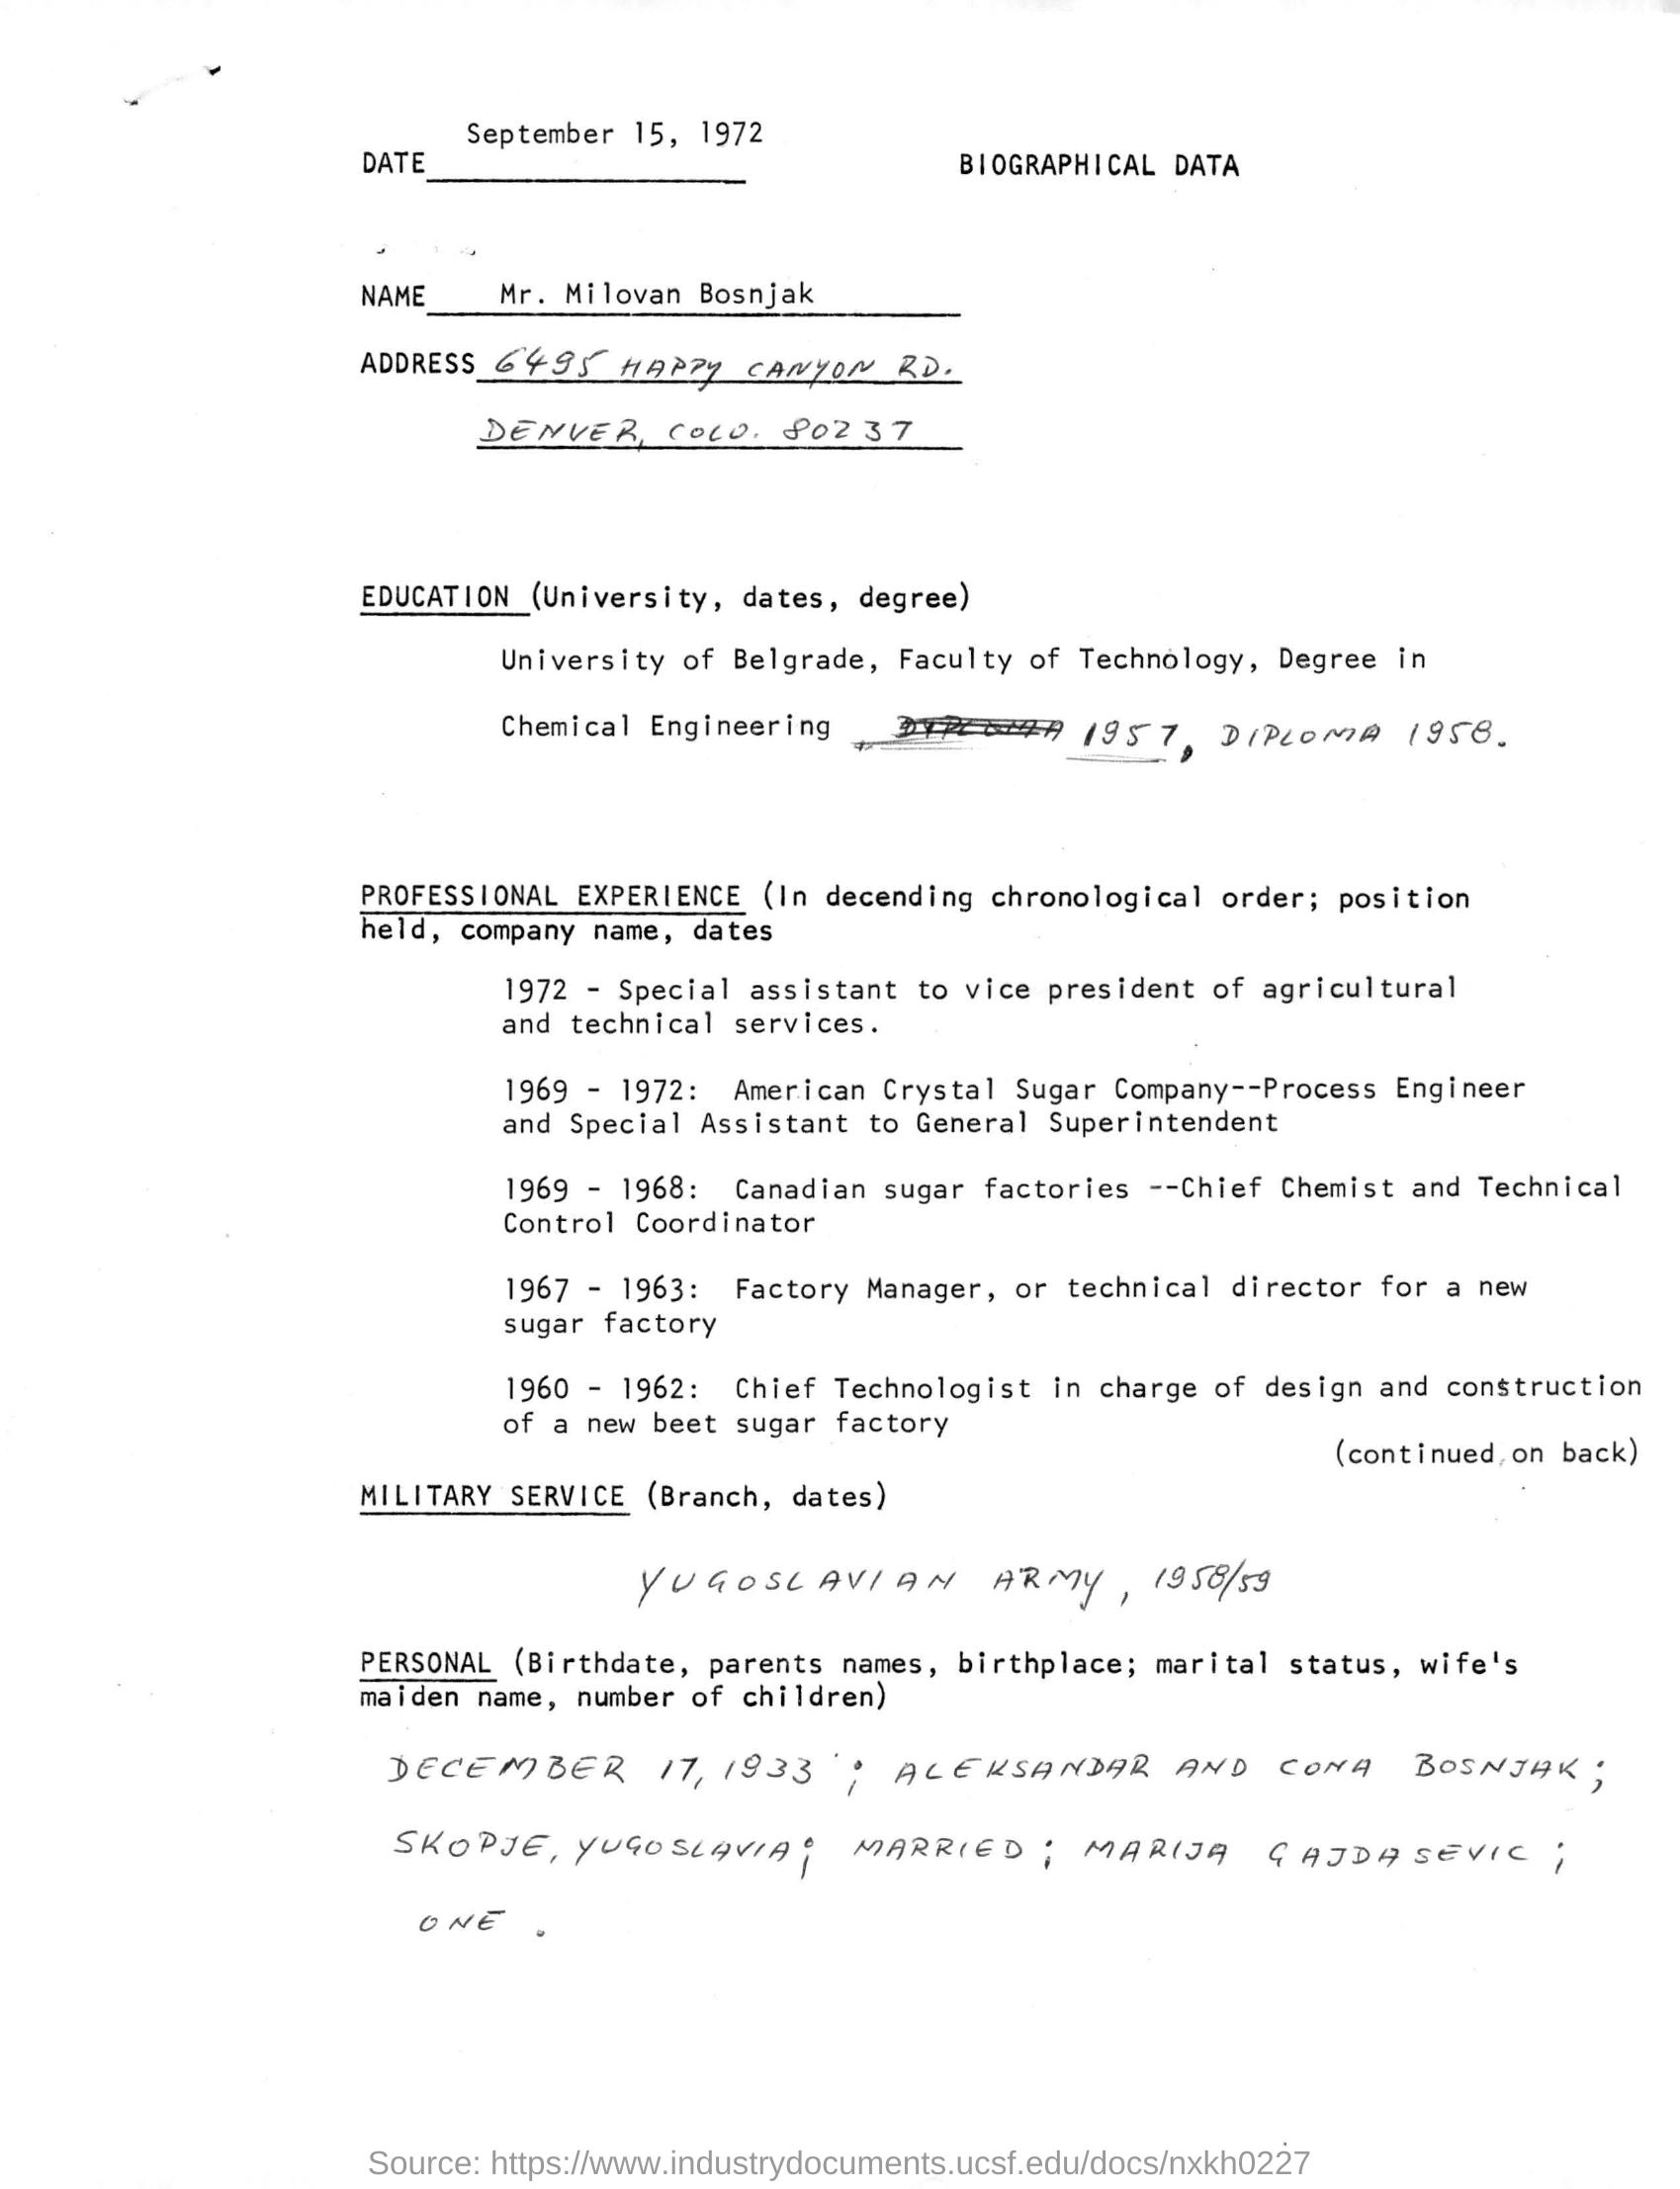 September 15, 1972
DATE BIOGRAPHICAL DATA
NAME Mr. Milovan Bosnjak
ADDRESS 6495 HAPPY CANYON RD.
DENVER, COLO. 80237
EDUCATION (University, dates, degree)
University of Belgrade, Faculty of Technology, Degree in
Chemical Engineering DIPLOMA 1957, DIPLOMA 1958.
PROFESSIONAL EXPERIENCE (In decending chronological order; position
held, company name, dates
1972 - Special assistant to vice president of agricultural
and technical services.
1969 - 1972: American Crystal Sugar Company--Process Engineer
and Special Assistant to General Superintendent
1969 - 1968: Canadian sugar factories --Chief Chemist and Technical
Control Coordinator
1967 - 1963: Factory Manager, or technical director for a new
sugar factory
1960 - 1962: Chief Technologist in charge of design and construction
of a new beet sugar factory
(continued on back)
MILITARY SERVICE (Branch, dates)
YUGOSLAVIAN ARMY, 1958/59
PERSONAL (Birthdate, parents names, birthplace; marital status, wife's
maiden name, number of children)
DECEMBER 17, 1933; ALEKSANDAR AND CONA BOSNJAK;
SKOPJE, YUGOSLAVIA; MARRIED; MARIJA GAJDASEVIC;
ONE.
Source: https://www.industrydocuments.ucsf.edu/docs/nxkh0227